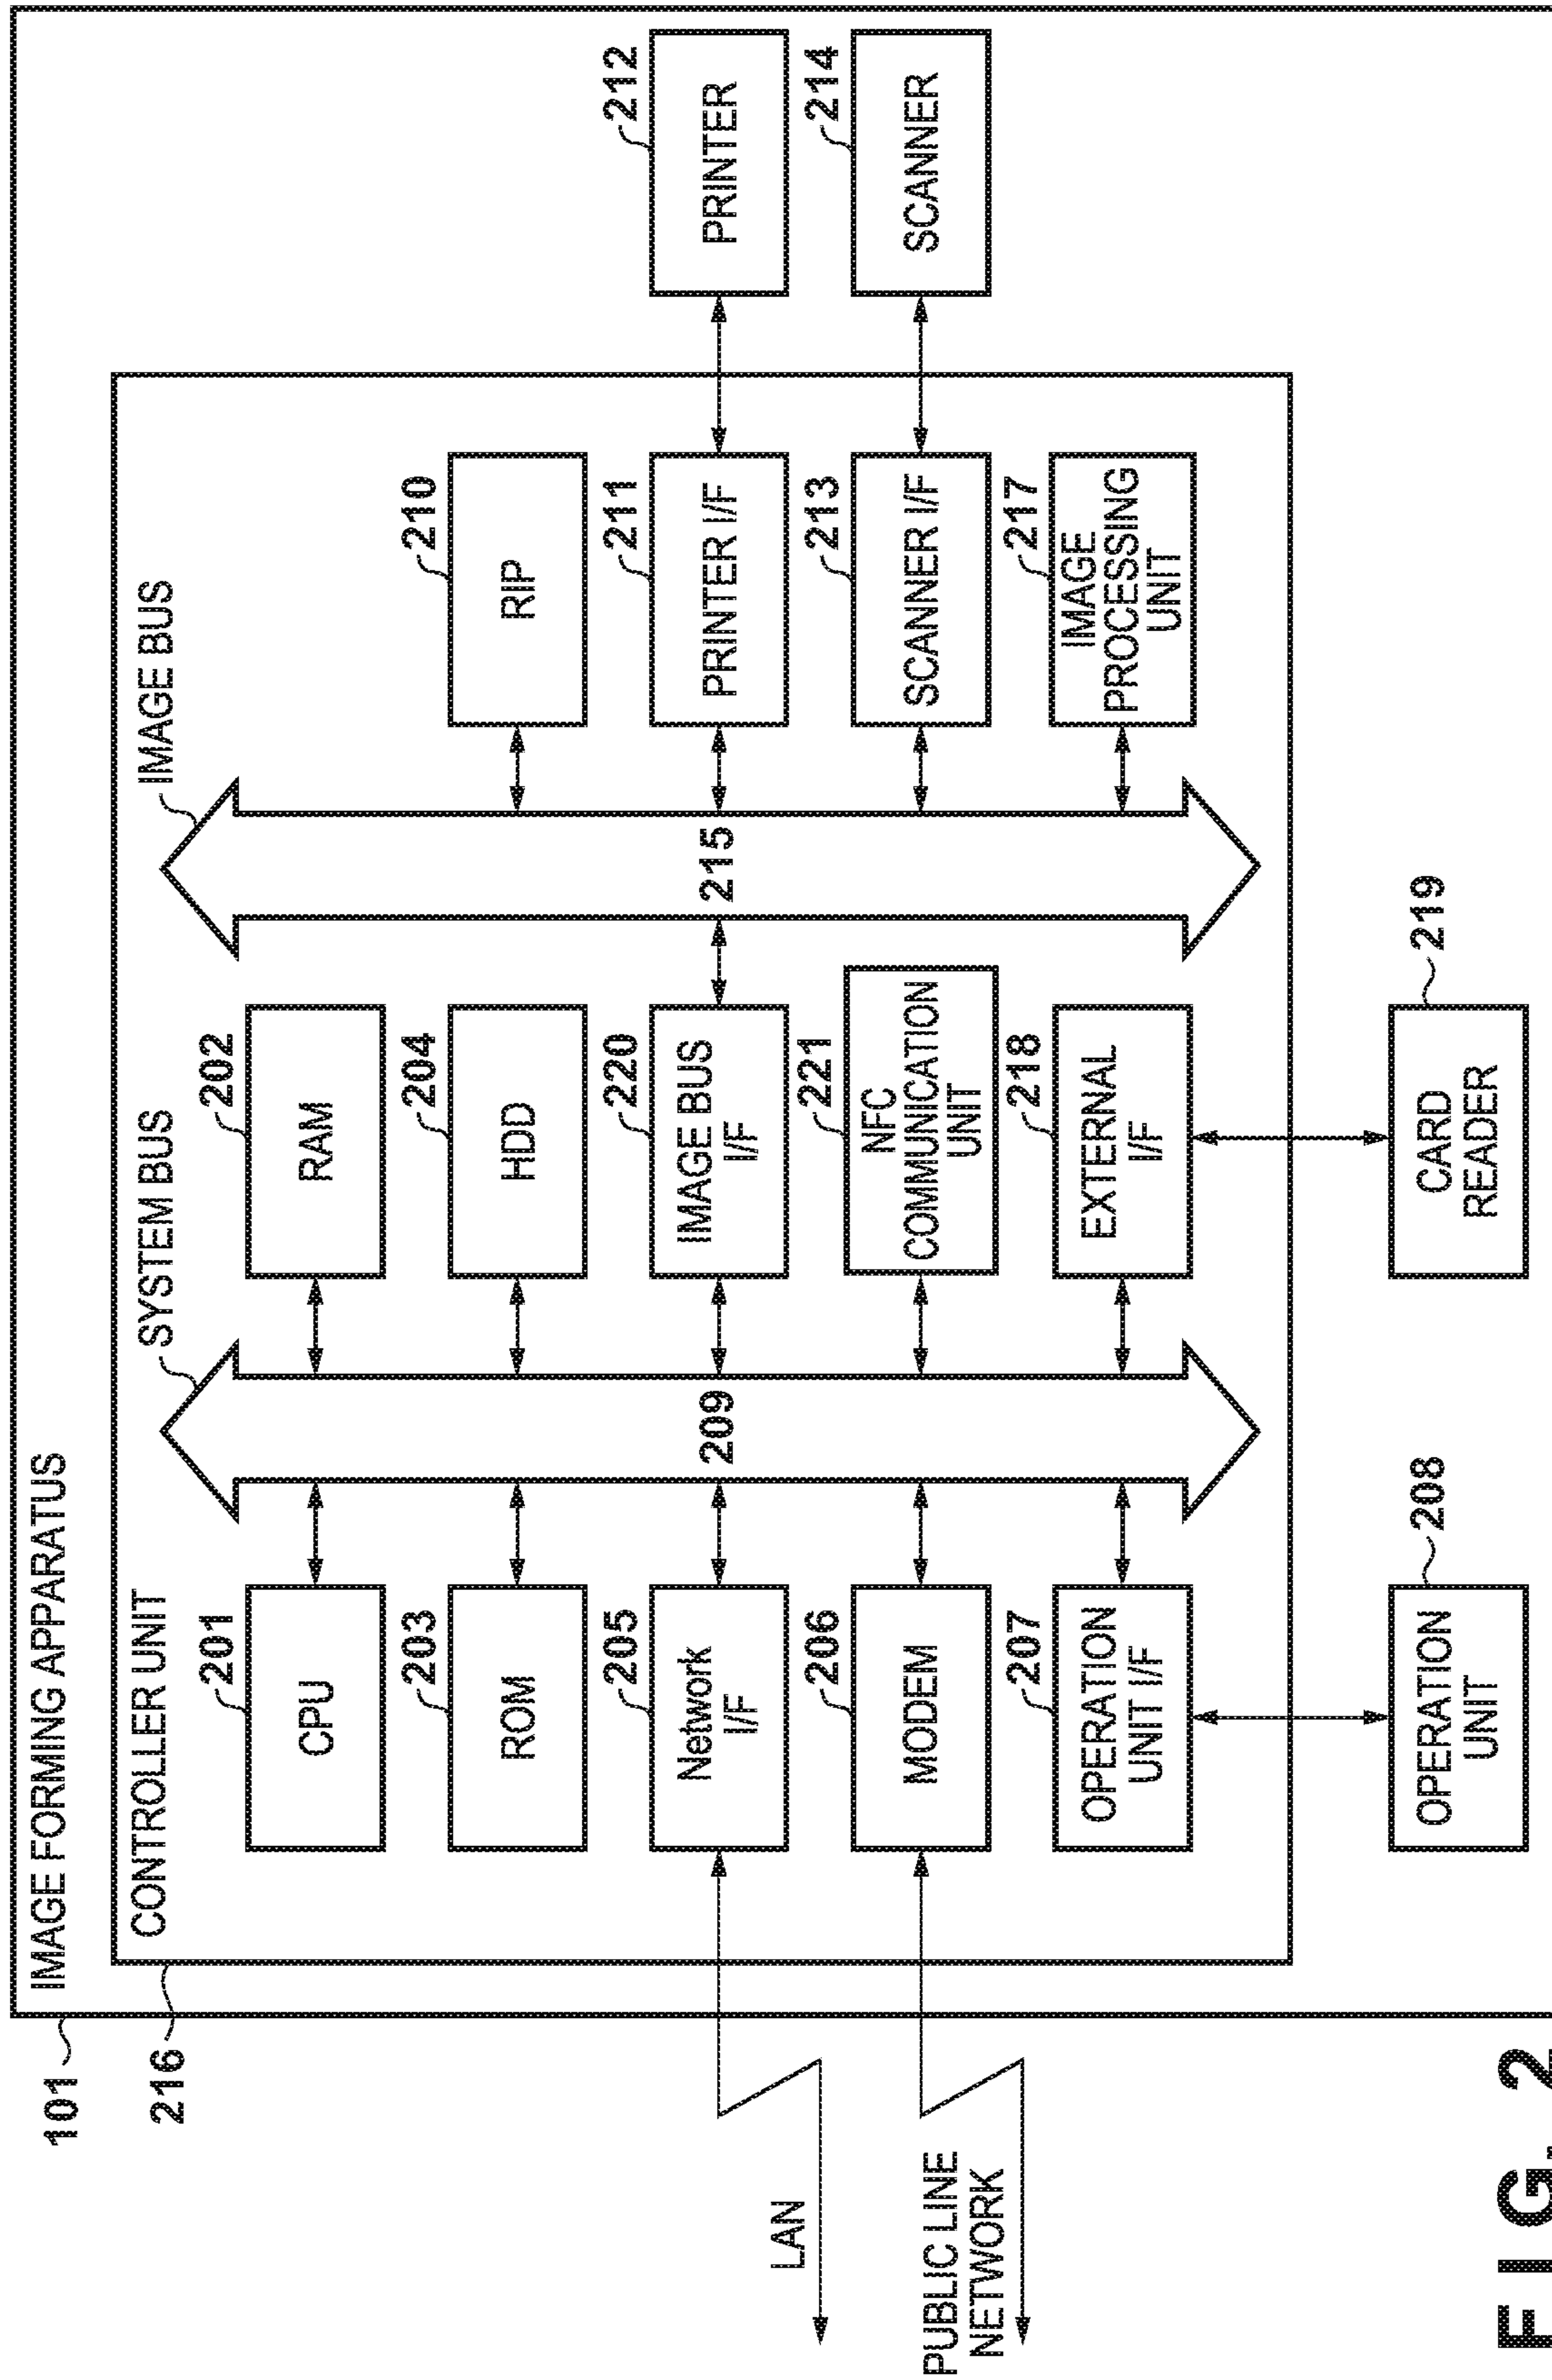 FIG. 2
101
IMAGE FORMING APPARATUS
216
CONTROLLER UNIT
SYSTEM BUS
IMAGE BUS
201
CPU
202
RAM
203
ROM
204
HDD
210
RIP
LAN
205
Network
I/F
209
220
IMAGE BUS
I/F
215
211
PRINTER I/F
212
PRINTER
PUBLIC LINE
NETWORK
206
MODEM
221
NFC
COMMUNICATION
UNIT
213
SCANNER I/F
214
SCANNER
207
OPERATION
UNIT I/F
218
EXTERNAL
I/F
217
IMAGE
PROCESSING
UNIT
208
OPERATION
UNIT
219
CARD
READER